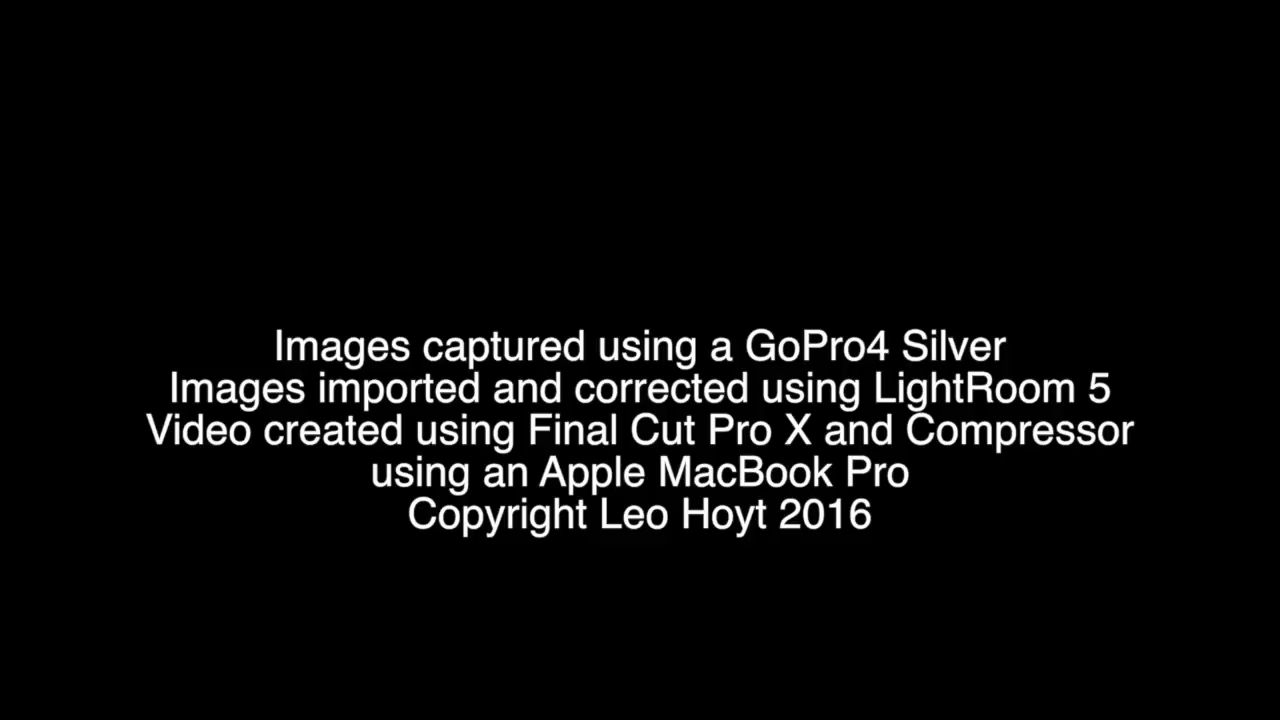 Images captured using a GoPro4 Silver
Images imported and corrected using LightRoom 5
Video created using Final Cut Pro X and Compressor
using an Apple MacBook Pro
Copyright Leo Hoyt 2016